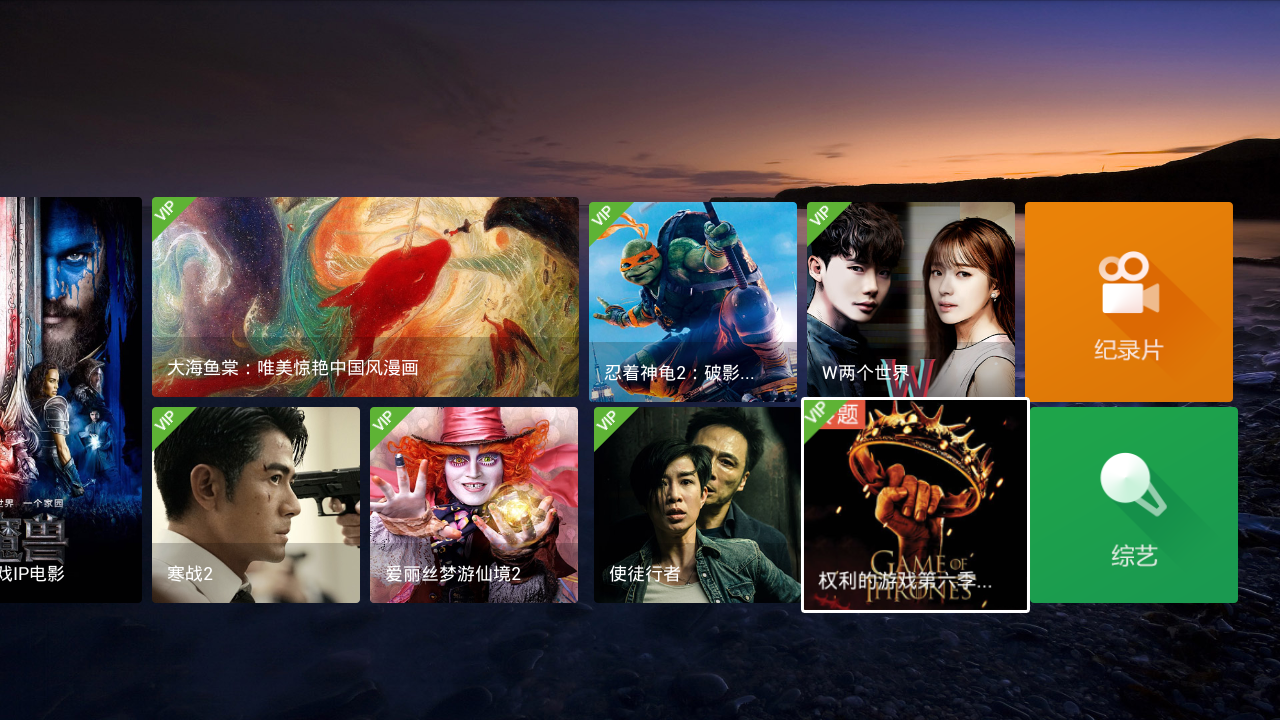 VIP
大海鱼棠：唯美惊艳中国风漫画
VIP
忍着神龟2：破影...
VIP
W
W两个世界
纪录片
世界 一个家园
魔兽
戏IP电影
VIP
寒战2
VIP
爱丽丝梦游仙境2
VIP
使徒行者
VIP
题
GAME OF
THRONES
权利的游戏第六季...
综艺